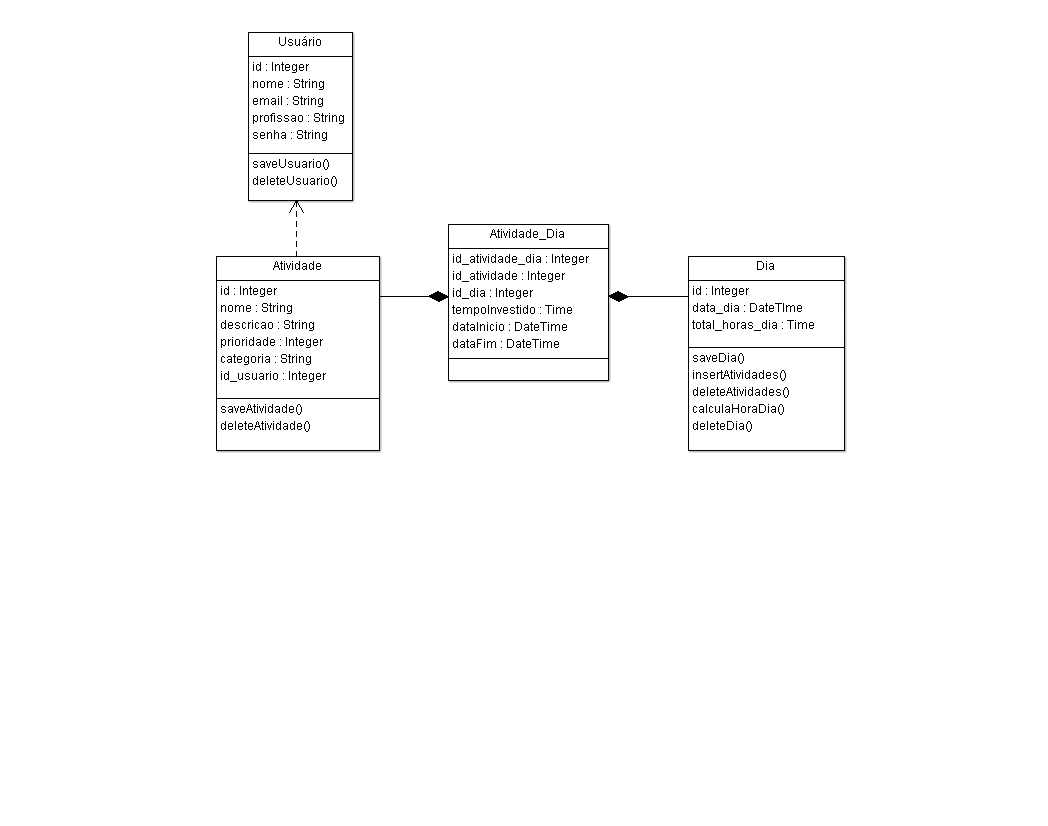 Usuário
id : Integer
nome : String
email : String
profissao : String
senha : String
saveUsuario()
deleteUsuario()
Atividade
id : Integer
nome : String
descricao : String
prioridade : Integer
categoria : String
id_usuario : Integer
saveAtividade()
deleteAtividade()
Atividade_Dia
id_atividade_dia : Integer
id_atividade : Integer
id_dia : Integer
tempoInvestido : Time
dataInicio : DateTime
dataFim : DateTime
Dia
id : Integer
data_dia : DateTIme
total_horas_dia : Time
saveDia()
insertAtividades()
deleteAtividades()
calculaHoraDia()
deleteDia()